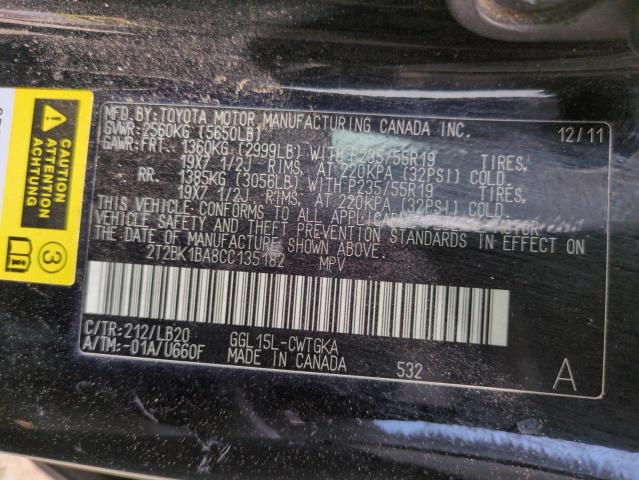 MFD.BY:TOYOTA MOTOR MANUFACTURING CANADA INC.
GVWR:2560KG (5650LB) 12/11
GAWR:FRT. 1360KG (2999LB) WITH P235/55R19 TIRES,
19X7 1/2J RIMS, AT 220KPA (32PSI) COLD
RR. 1385KG (3056LB) WITH P235/55R19 TIRES,
19X7 1/2J RIMS, AT 220KPA (32PSI) COLD.
THIS VEHICLE CONFORMS TO ALL APPLICABLE MOTOR
VEHICLE SAFETY AND THEFT PREVENTION STANDARDS IN EFFECT ON
THE DATE OF MANUFACTURE SHOWN ABOVE.
2T2BK1BA8CC135182 MPV
C/TR:212/LB20 GGL15L-CWTGKA
A/TM:-01A/U660F MADE IN CANADA 532 A
CAUTION
ATTENTION
ACHTUNG
3